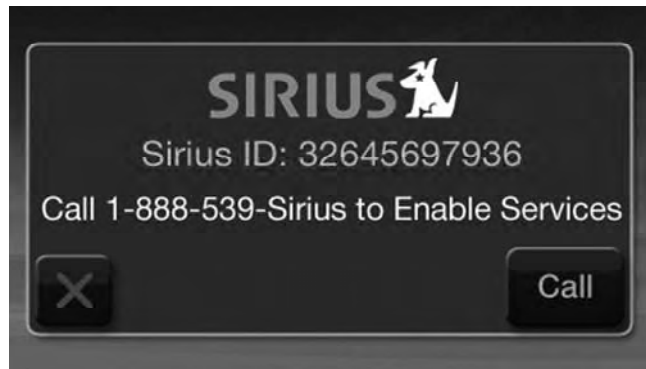 SIRIUS
Sirius ID: 32645697936
Call 1-888-539-Sirius to Enable Services
X
Call